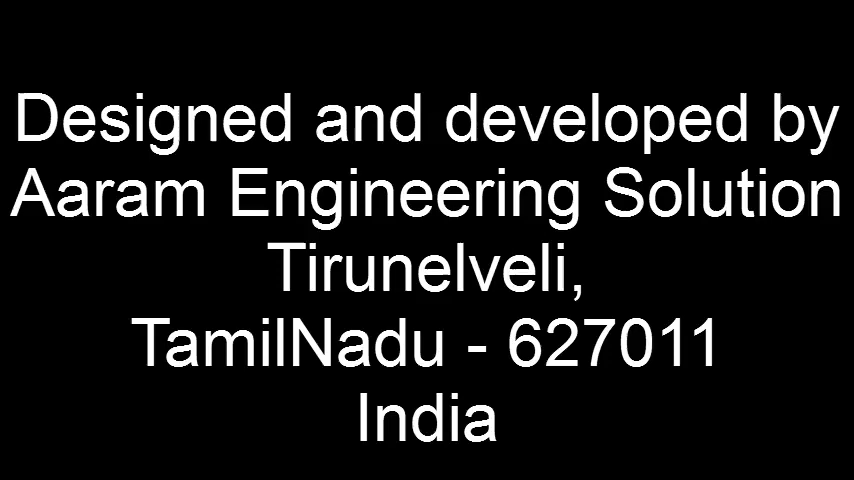 Designed and developed by
Aaram Engineering Solution
Tirunelveli,
TamilNadu - 627011
India